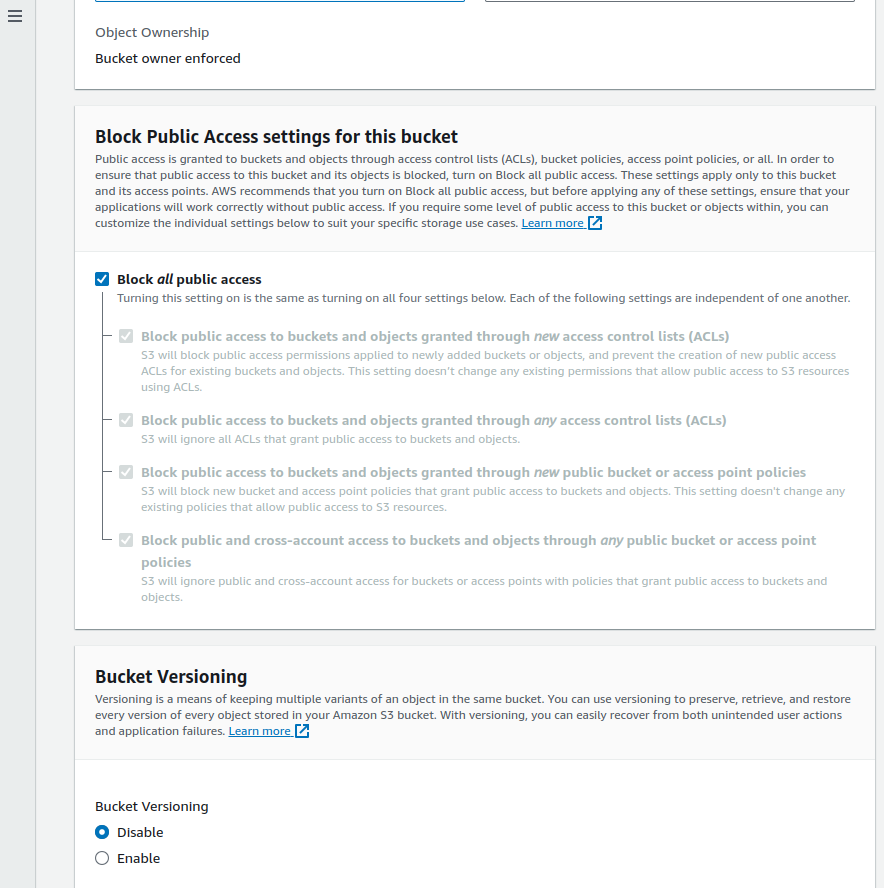 Object Ownership
Bucket owner enforced
Block Public Access settings for this bucket
Public access is granted to buckets and objects through access control lists (ACLs), bucket policies, access point policies, or all. In order to
ensure that public access to this bucket and its objects is blocked, turn on Block all public access. These settings apply only to this bucket
and its access points. AWS recommends that you turn on Block all public access, but before applying any of these settings, ensure that your
applications will work correctly without public access. If you require some level of public access to this bucket or objects within, you can
customize the individual settings below to suit your specific storage use cases. Learn more
Block all public access
Turning this setting on is the same as turning on all four settings below. Each of the following settings are independent of one another.
Block public access to buckets and objects granted through new access control lists (ACLs)
S3 will block public access permissions applied to newly added buckets or objects, and prevent the creation of new public access
ACLs for existing buckets and objects. This setting doesn't change any existing permissions that allow public access to S3 resources
using ACLs.
Block public access to buckets and objects granted through any access control lists (ACLs)
S3 will ignore all ACLs that grant public access to buckets and objects.
Block public access to buckets and objects granted through new public bucket or access point policies
S3 will block new bucket and access point policies that grant public access to buckets and objects. This setting doesn't change any
existing policies that allow public access to S3 resources.
Block public and cross-account access to buckets and objects through any public bucket or access point
policies
S3 will ignore public and cross-account access for buckets or access points with policies that grant public access to buckets and
objects.
Bucket Versioning
Versioning is a means of keeping multiple variants of an object in the same bucket. You can use versioning to preserve, retrieve, and restore
every version of every object stored in your Amazon S3 bucket. With versioning, you can easily recover from both unintended user actions
and application failures. Learn more
Bucket Versioning
Disable
Enable